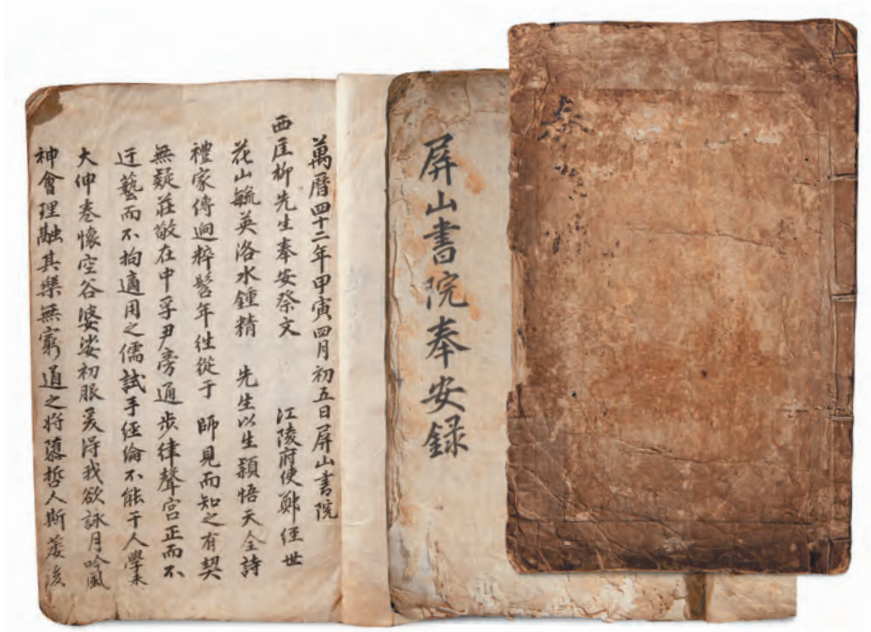 奉
屏山書院奉安録
萬曆四十二年甲寅四月初五日屏山書院
西厓柳先生奉安祭文 江陵府使鄭經世
花山毓英洛水鍾精 先生以生穎悟天全詩
禮家傳逈粹髫年往從于 師見而知之有契
無疑莊敬在中孚尹旁通步律聲宮正而不
迂藝而不拘適用之儒試手經綸不能干人學未
大伸卷懷空谷婆娑初服爰得我欲詠月吟風
神會理融其樂無窮道之將 哲人斯萎後